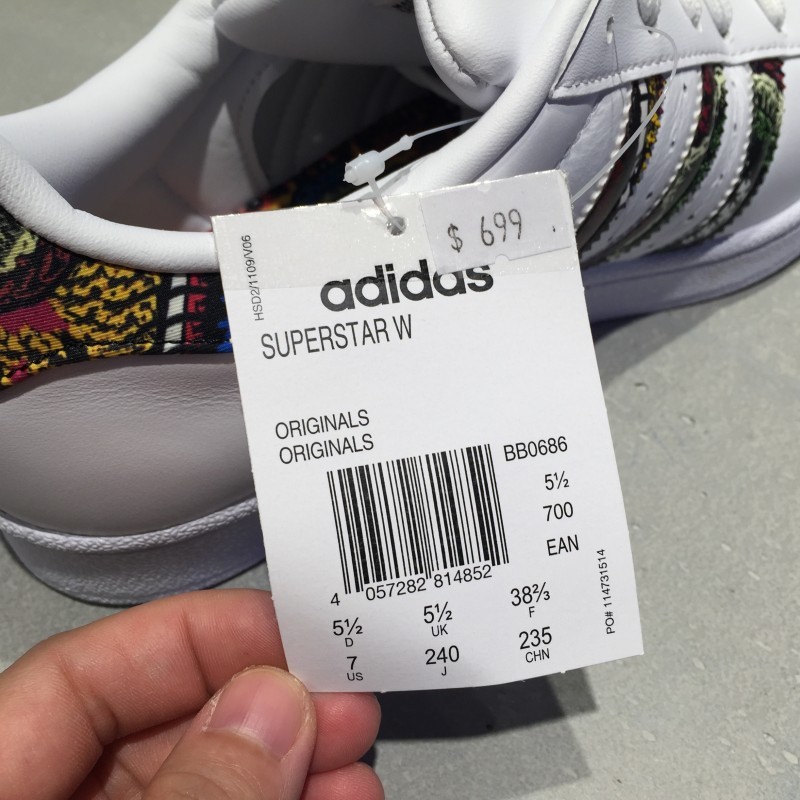 $ 699 .
HSD2/1109/V06
adidas
SUPERSTAR W
ORIGINALS
ORIGINALS
BB0686
5½
700
EAN
4 057282 814852
5½ D 5½ UK 38⅔ F
7 US 240 J 235 CHN
PO# 114731514